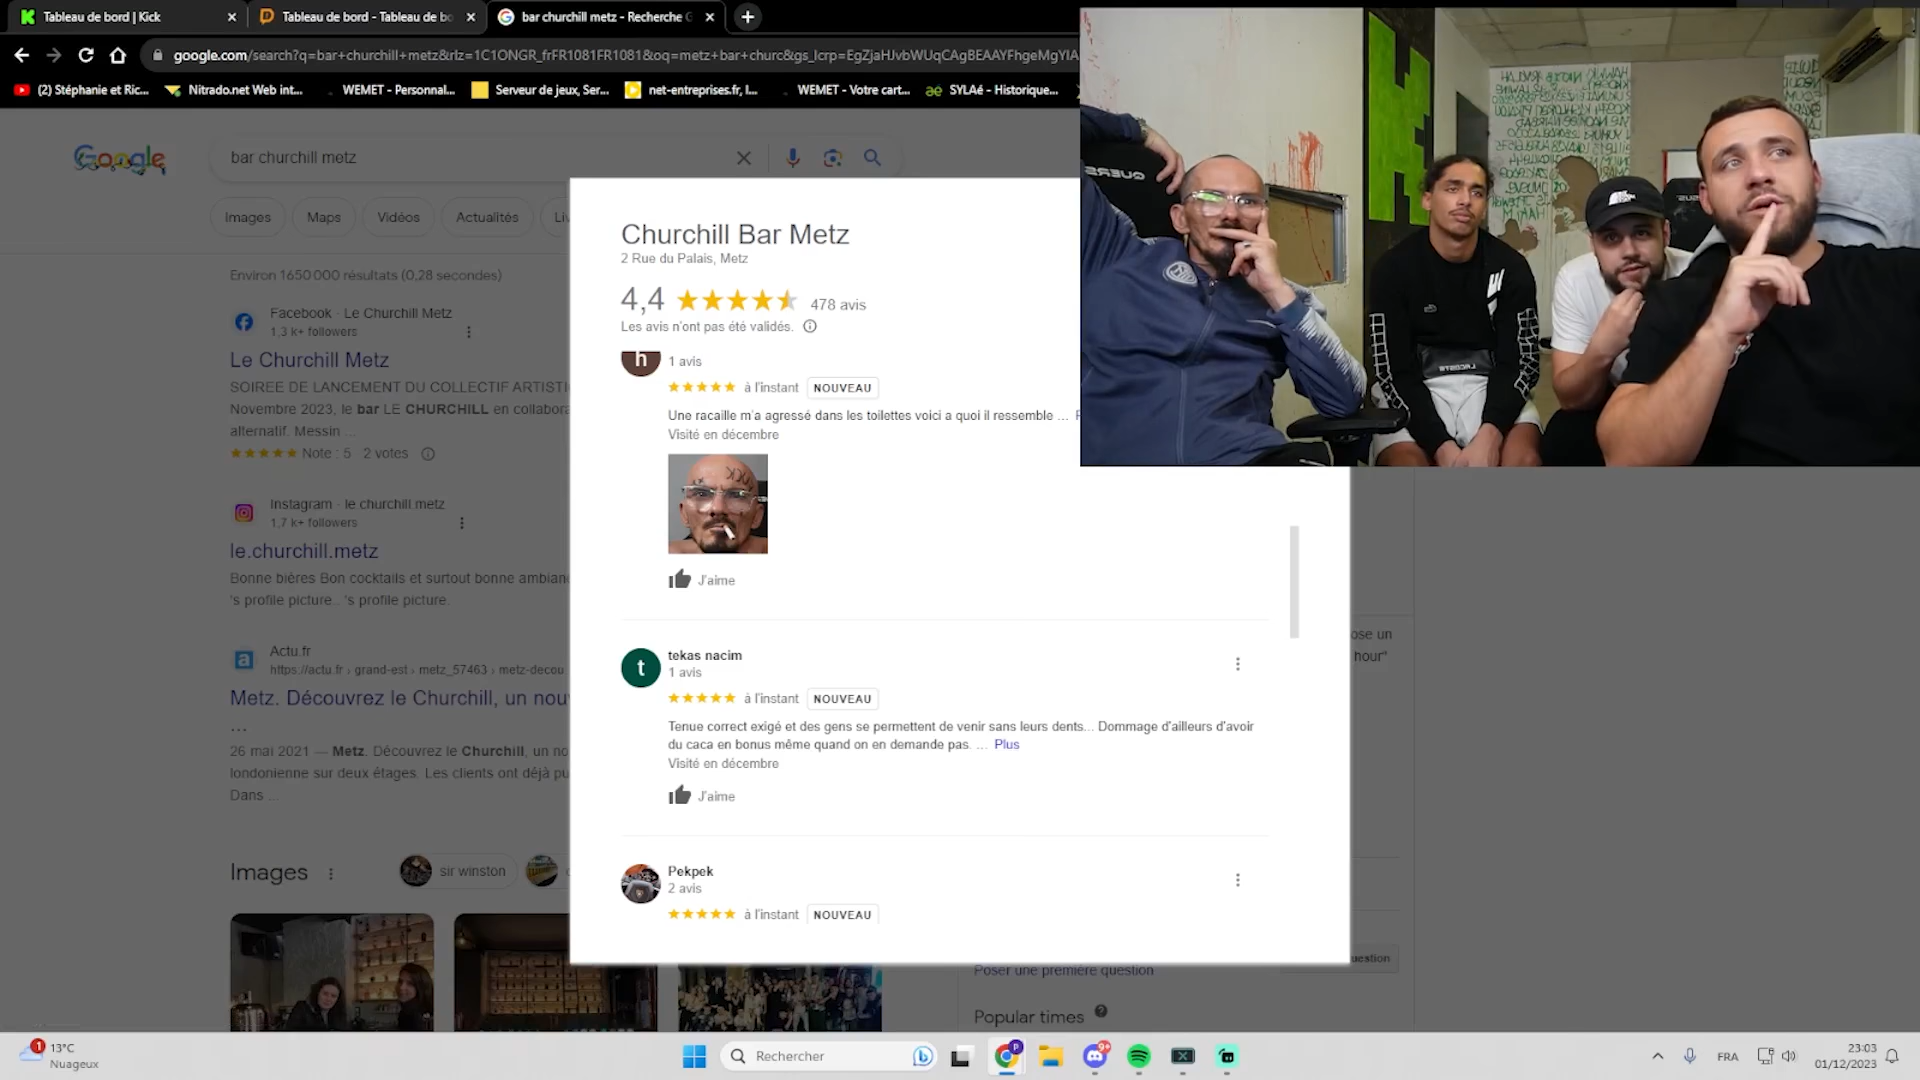 Tableau de bord | Kick
Tableau de bord - Tableau de bo
bar churchill metz - Recherche G
google.com/search?q=bar+churchill+metz&rlz=1C1ONGR_frFR1081FR1081&oq=metz+bar+churc&gs_lcrp=EgZjaHJvbWUqCAgBEAAYFhgeMgYIA
(2) Stéphanie et Ric...
Nitrado.net Web int...
WEMET - Personnal...
Serveur de jeux, Ser...
net-entreprises.fr, l...
WEMET - Votre cart...
SYLAé - Historique...
Google
bar churchill metz
Images
Maps
Vidéos
Actualités
Environ 1 650 000 résultats (0,28 secondes)
Facebook · Le Churchill Metz
1,3 k+ followers
Le Churchill Metz
SOIREE DE LANCEMENT DU COLLECTIF ARTISTI
Novembre 2023, le bar LE CHURCHILL en collabora
alternatif. Messin ...
Note : 5 2 votes
Instagram · le churchill metz
1,7 k+ followers
le.churchill.metz
Bonne bières Bon cocktails et surtout bonne ambian
's profile picture.. 's profile picture.
Actu.fr
https://actu.fr › grand-est › metz_57463 › metz-decou
Metz. Découvrez le Churchill, un nou
...
26 mai 2021 — Metz. Découvrez le Churchill, un no
londonienne sur deux étages. Les clients ont déjà pu
Dans ...
Images
sir winston
Churchill Bar Metz
2 Rue du Palais, Metz
4,4
478 avis
Les avis n'ont pas été validés.
h
1 avis
à l'instant NOUVEAU
Une racaille m'a agressé dans les toilettes voici a quoi il ressemble ...
Visité en décembre
J'aime
t
tekas nacim
1 avis
à l'instant NOUVEAU
Tenue correct exigé et des gens se permettent de venir sans leurs dents... Dommage d'ailleurs d'avoir
du caca en bonus même quand on en demande pas. ... Plus
Visité en décembre
J'aime
Pekpek
2 avis
à l'instant NOUVEAU
hour"
Poser une première question
Popular times
1
13°C
Nuageux
Rechercher
9+
FRA
23:03
01/12/2023